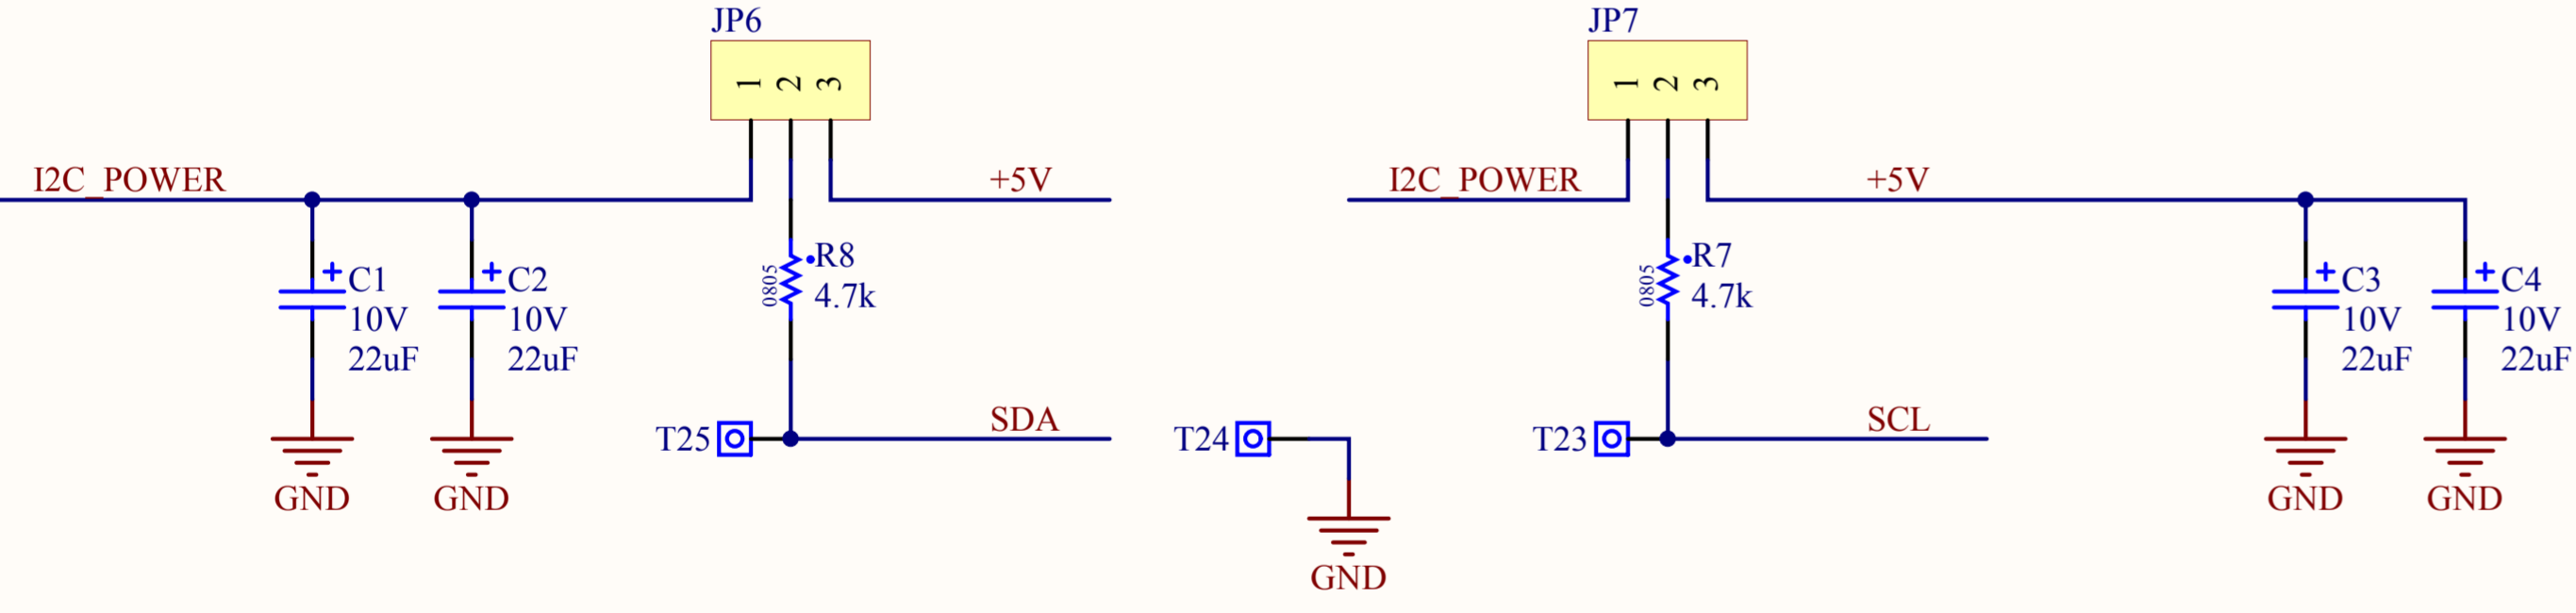 JP6
1 2 3
I2C_POWER
+5V
C1
10V
22uF
C2
10V
22uF
R8
4.7k
0805
T25
SDA
GND
GND
JP7
1 2 3
I2C_POWER
+5V
R7
4.7k
0805
T24
T23
SCL
GND
C3
10V
22uF
C4
10V
22uF
GND
GND